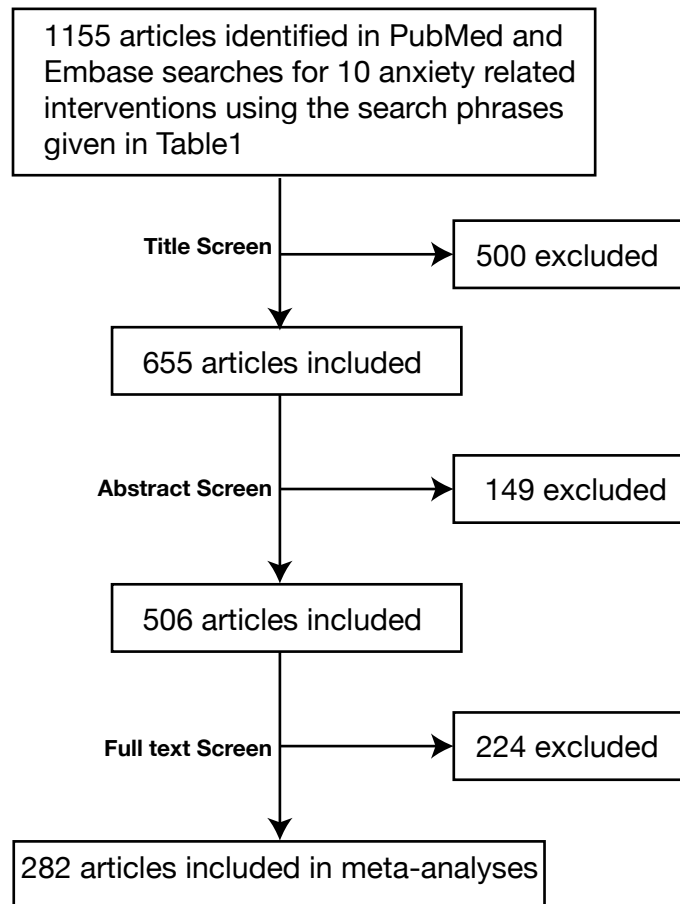 1155 articles identified in PubMed and
Embase searches for 10 anxiety related
interventions using the search phrases
given in Table1
Title Screen
500 excluded
655 articles included
Abstract Screen
149 excluded
506 articles included
Full text Screen
224 excluded
282 articles included in meta-analyses